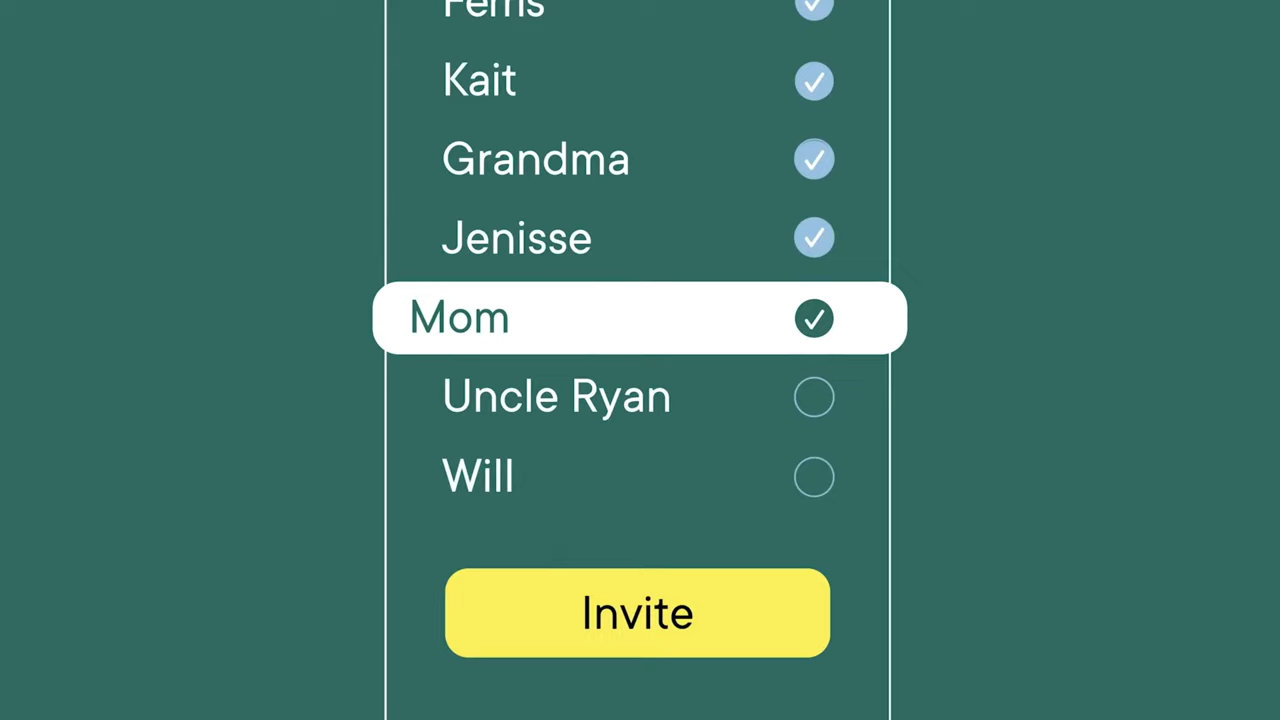 Kait
Grandma
Jenisse
Mom
Uncle Ryan
Will
Invite